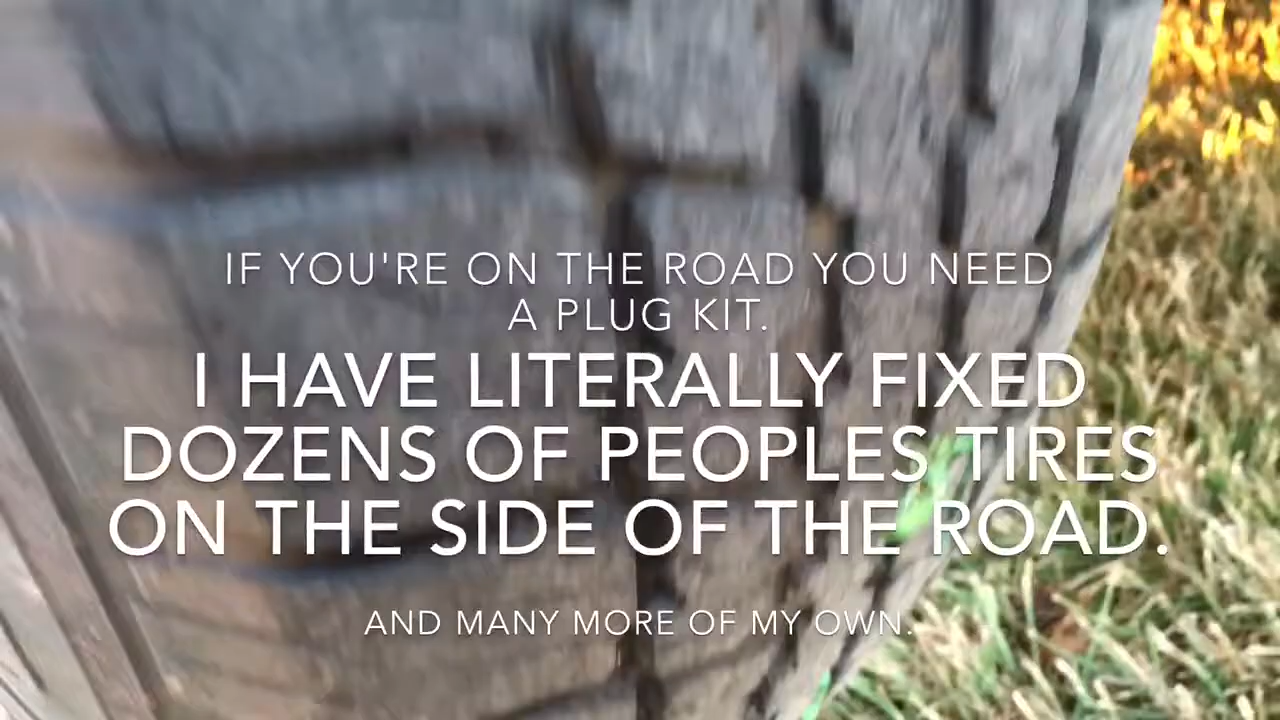 IF YOU'RE ON THE ROAD YOU NEED
A PLUG KIT.
I HAVE LITERALLY FIXED
DOZENS OF PEOPLES TIRES
ON THE SIDE OF THE ROAD.
AND MANY MORE OF MY OWN.